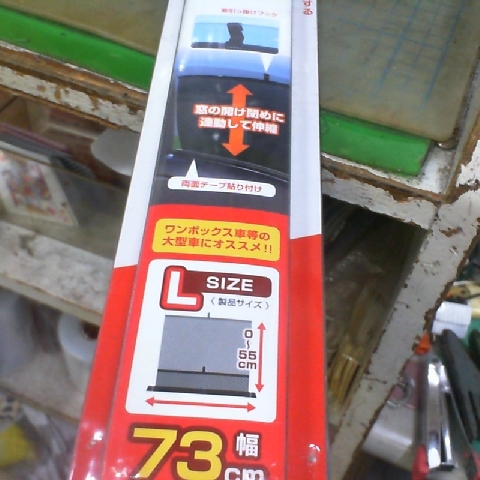 窓の開け閉めに
連動して伸縮
両面テープ貼り付け
ワンボックス車等の
大型車にオススメ!!
L SIZE
(製品サイズ)
0
~
55
cm
73 幅
cm